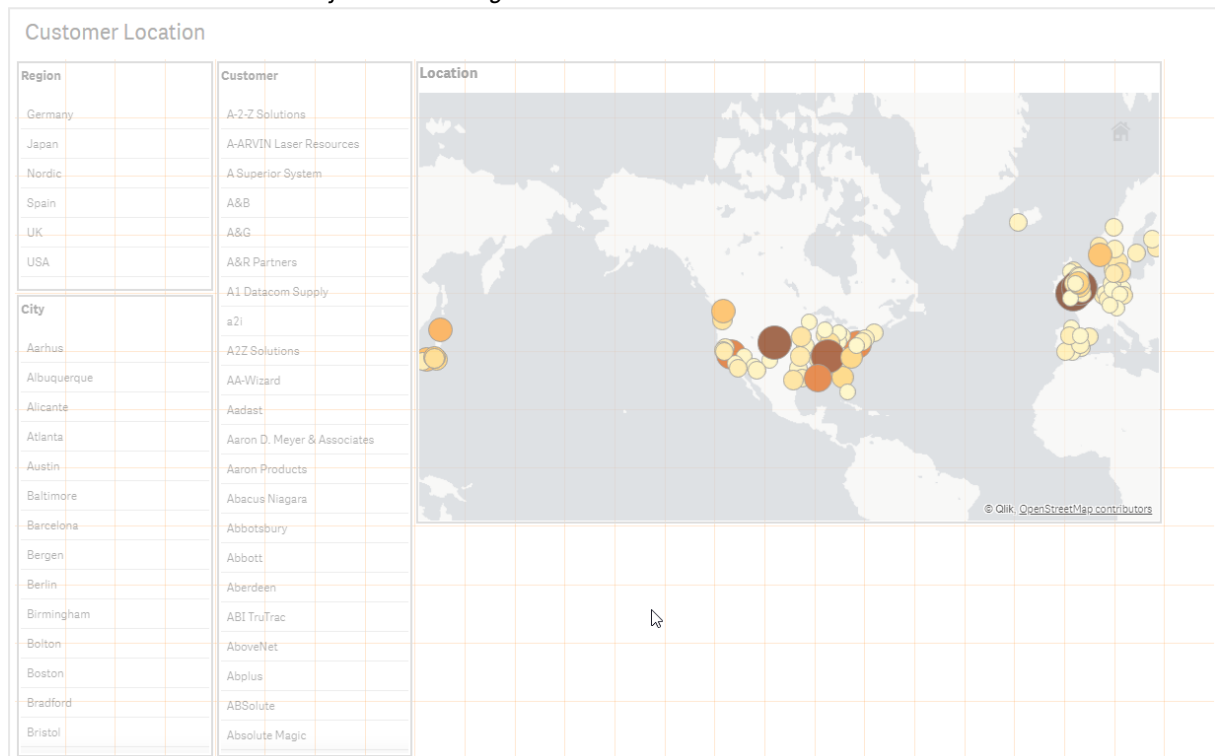 Customer Location
Region
Germany
Japan
Nordic
Spain
UK
USA
City
Aarhus
Albuquerque
Alicante
Atlanta
Austin
Baltimore
Barcelona
Bergen
Berlin
Birmingham
Bolton
Boston
Bradford
Bristol
Customer
A-2-Z Solutions
A-ARVIN Laser Resources
A Superior System
A&B
A&G
A&R Partners
A1 Datacom Supply
a2i
A2Z Solutions
AA-Wizard
Aadast
Aaron D. Meyer & Associates
Aaron Products
Abacus Niagara
Abbotsbury
Abbott
Aberdeen
ABI TruTrac
AboveNet
Abplus
ABSolute
Absolute Magic
Location
© Qlik, OpenStreetMap contributors